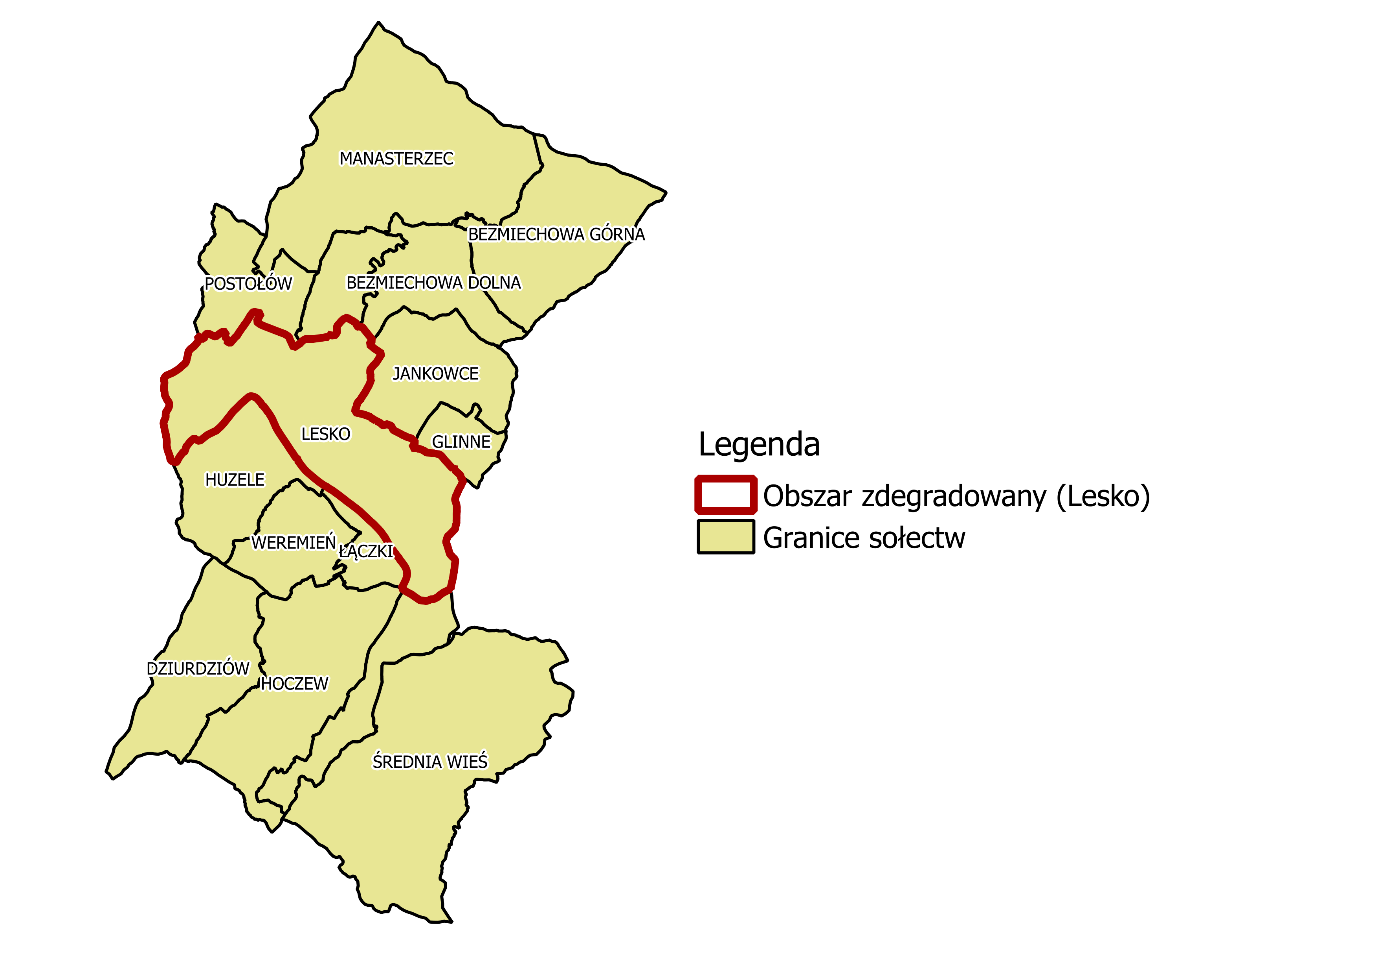 MANASTERZEC
BEZMIECHOWA GÓRNA
POSTOŁÓW
BEZMIECHOWA DOLNA
JANKOWCE
LESKO
GLINNE
HUZELE
WEREMIEŃ
ŁĄCZKI
DZIURDZIÓW
HOCZEW
ŚREDNIA WIEŚ
Legenda
Obszar zdegradowany (Lesko)
Granice sołectw